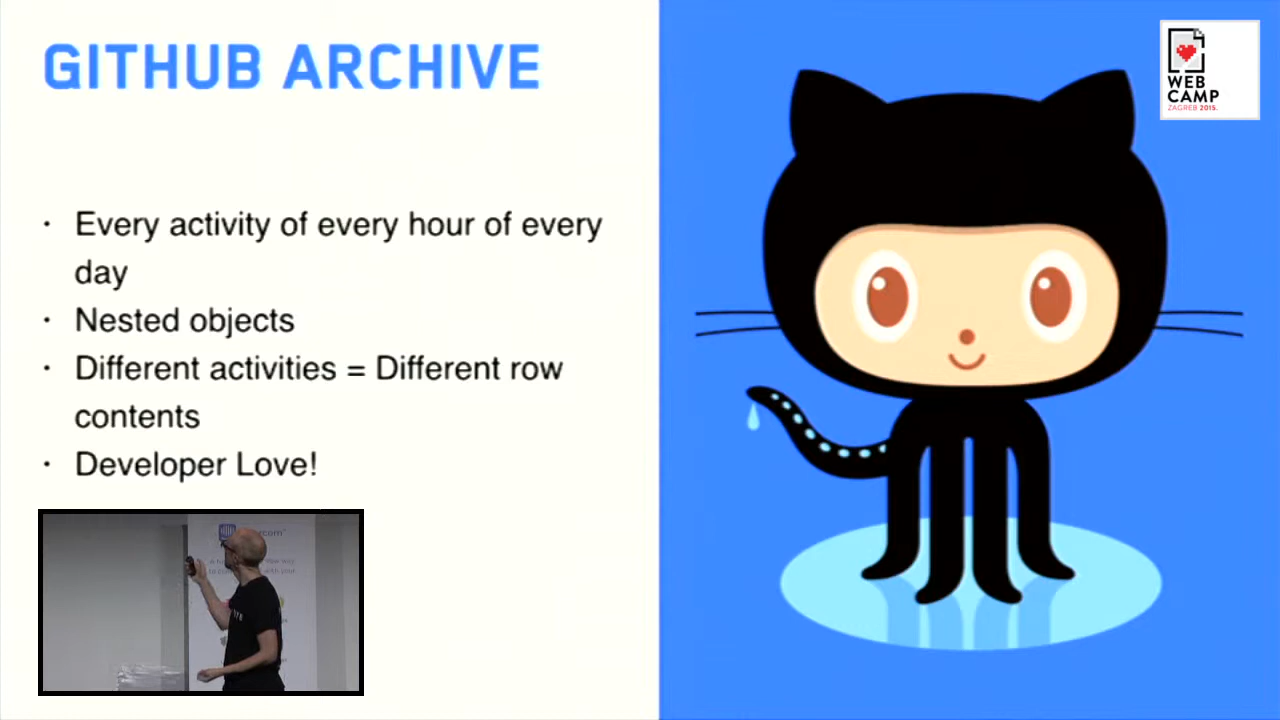 GITHUB ARCHIVE
WEB
CAMP
ZAGREB 2015.
· Every activity of every hour of every
day
· Nested objects
· Different activities = Different row
contents
· Developer Love!